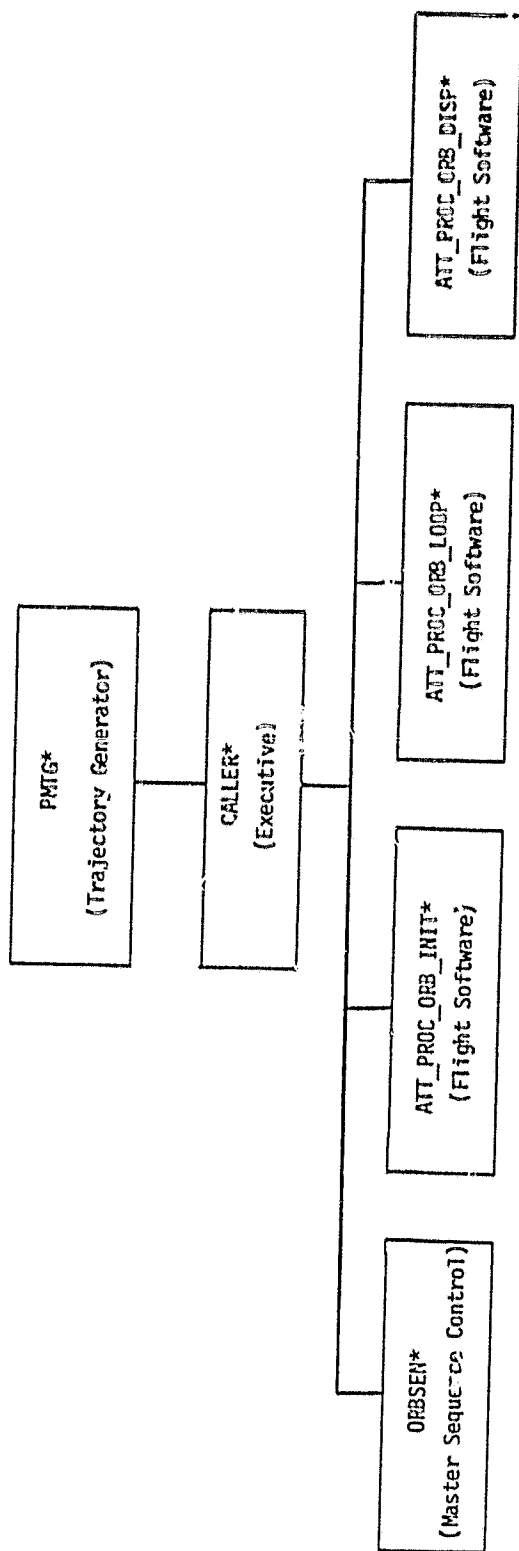 PMTG*
(Trajectory Generator)
CALLER*
(Executive)
ORBSEN*
(Master Sequence Control)
ATT_PROC_ORB_INIT*
(Flight Software)
ATT_PROC_ORB_LOOP*
(Flight Software)
ATT_PROC_ORB_DISP*
(Flight Software)